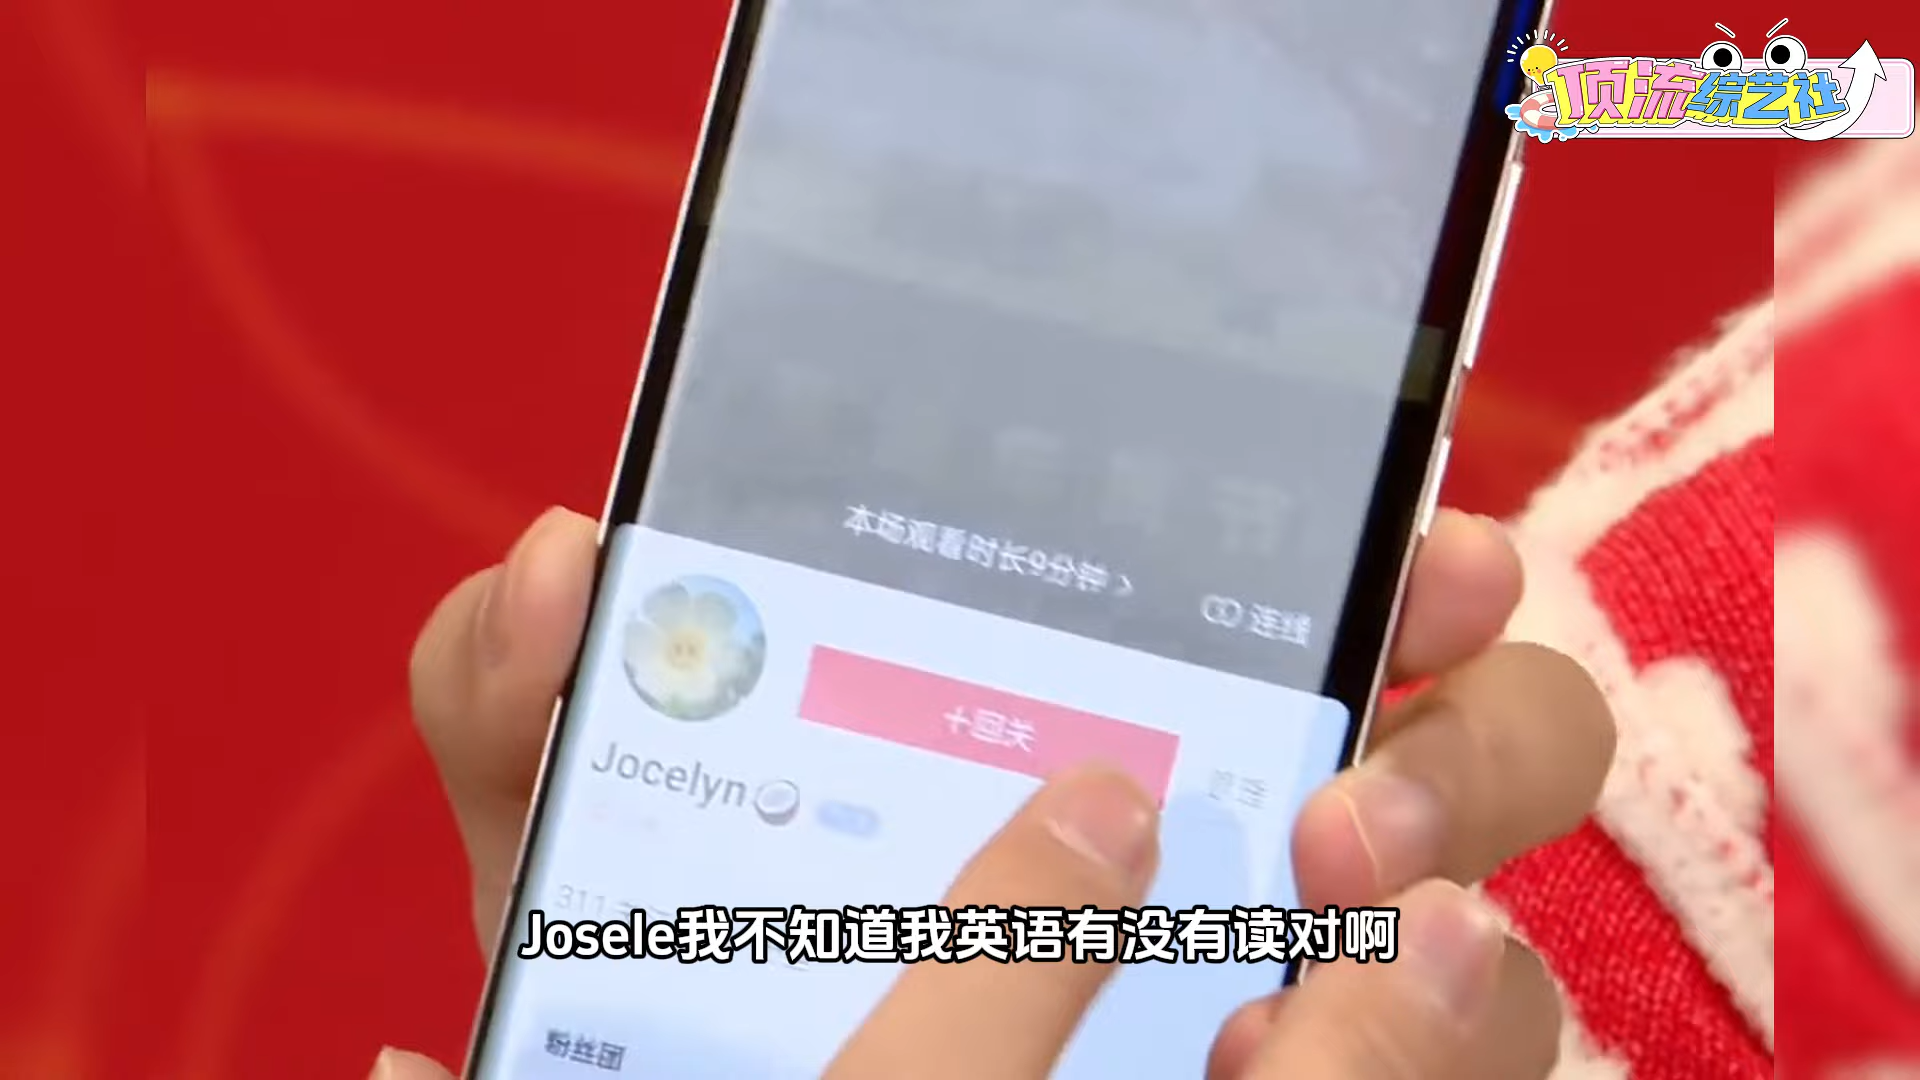 顶流综艺社
本场观看时长9分钟 >
连线
+回关
Jocelyn
311
Josele我不知道我英语有没有读对啊
粉丝团